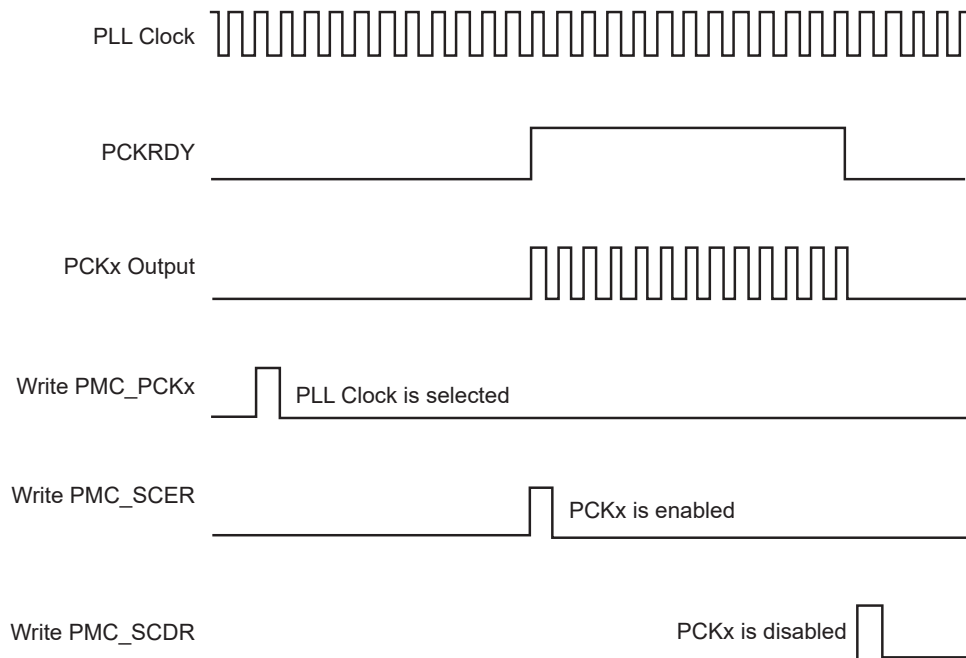 PLL Clock
PCKRDY
PCKx Output
Write PMC_PCKx
PLL Clock is selected
Write PMC_SCER
PCKx is enabled
Write PMC_SCDR
PCKx is disabled